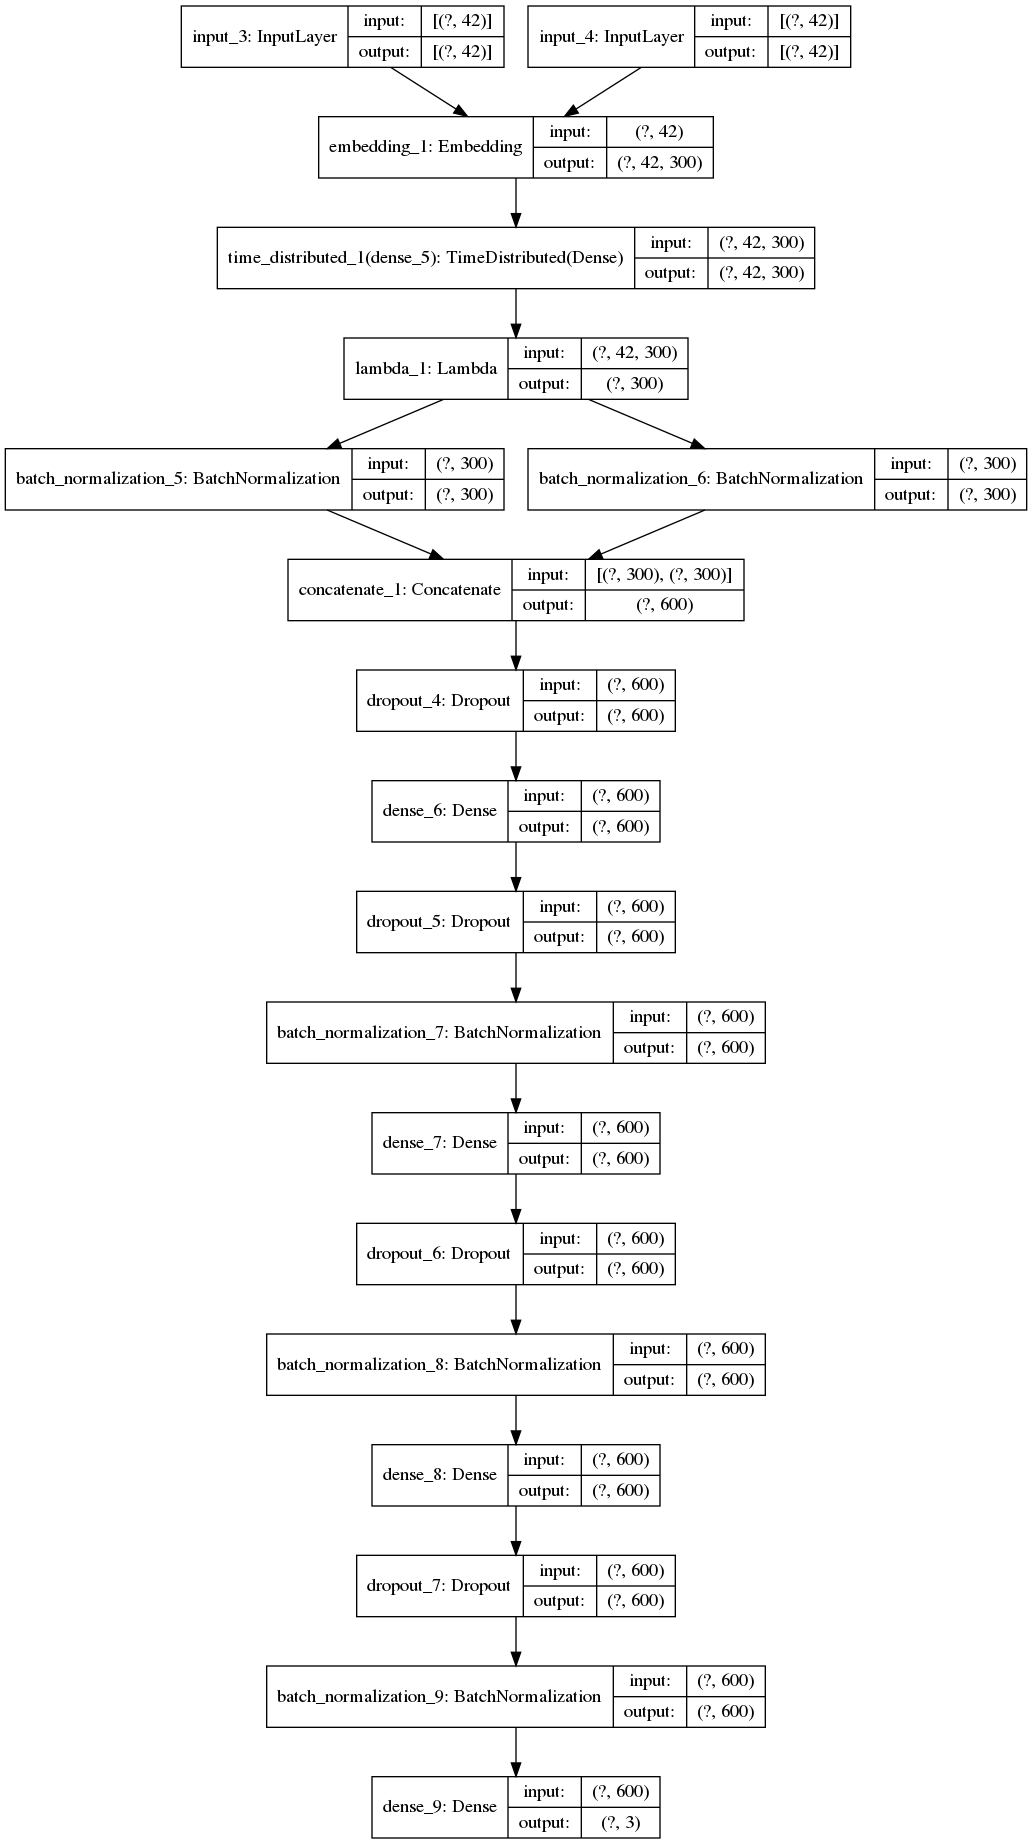 input_3: InputLayer input: [(?, 42)] input_4: InputLayer input: [(?, 42)]
output: [(?, 42)] output: [(?, 42)]
embedding_1: Embedding input: (?, 42)
output: (?, 42, 300)
time_distributed_1(dense_5): TimeDistributed(Dense) input: (?, 42, 300)
output: (?, 42, 300)
lambda_1: Lambda input: (?, 42, 300)
output: (?, 300)
batch_normalization_5: BatchNormalization input: (?, 300) batch_normalization_6: BatchNormalization input: (?, 300)
output: (?, 300) output: (?, 300)
concatenate_1: Concatenate input: [(?, 300), (?, 300)]
output: (?, 600)
dropout_4: Dropout input: (?, 600)
output: (?, 600)
dense_6: Dense input: (?, 600)
output: (?, 600)
dropout_5: Dropout input: (?, 600)
output: (?, 600)
batch_normalization_7: BatchNormalization input: (?, 600)
output: (?, 600)
dense_7: Dense input: (?, 600)
output: (?, 600)
dropout_6: Dropout input: (?, 600)
output: (?, 600)
batch_normalization_8: BatchNormalization input: (?, 600)
output: (?, 600)
dense_8: Dense input: (?, 600)
output: (?, 600)
dropout_7: Dropout input: (?, 600)
output: (?, 600)
batch_normalization_9: BatchNormalization input: (?, 600)
output: (?, 600)
dense_9: Dense input: (?, 600)
output: (?, 3)